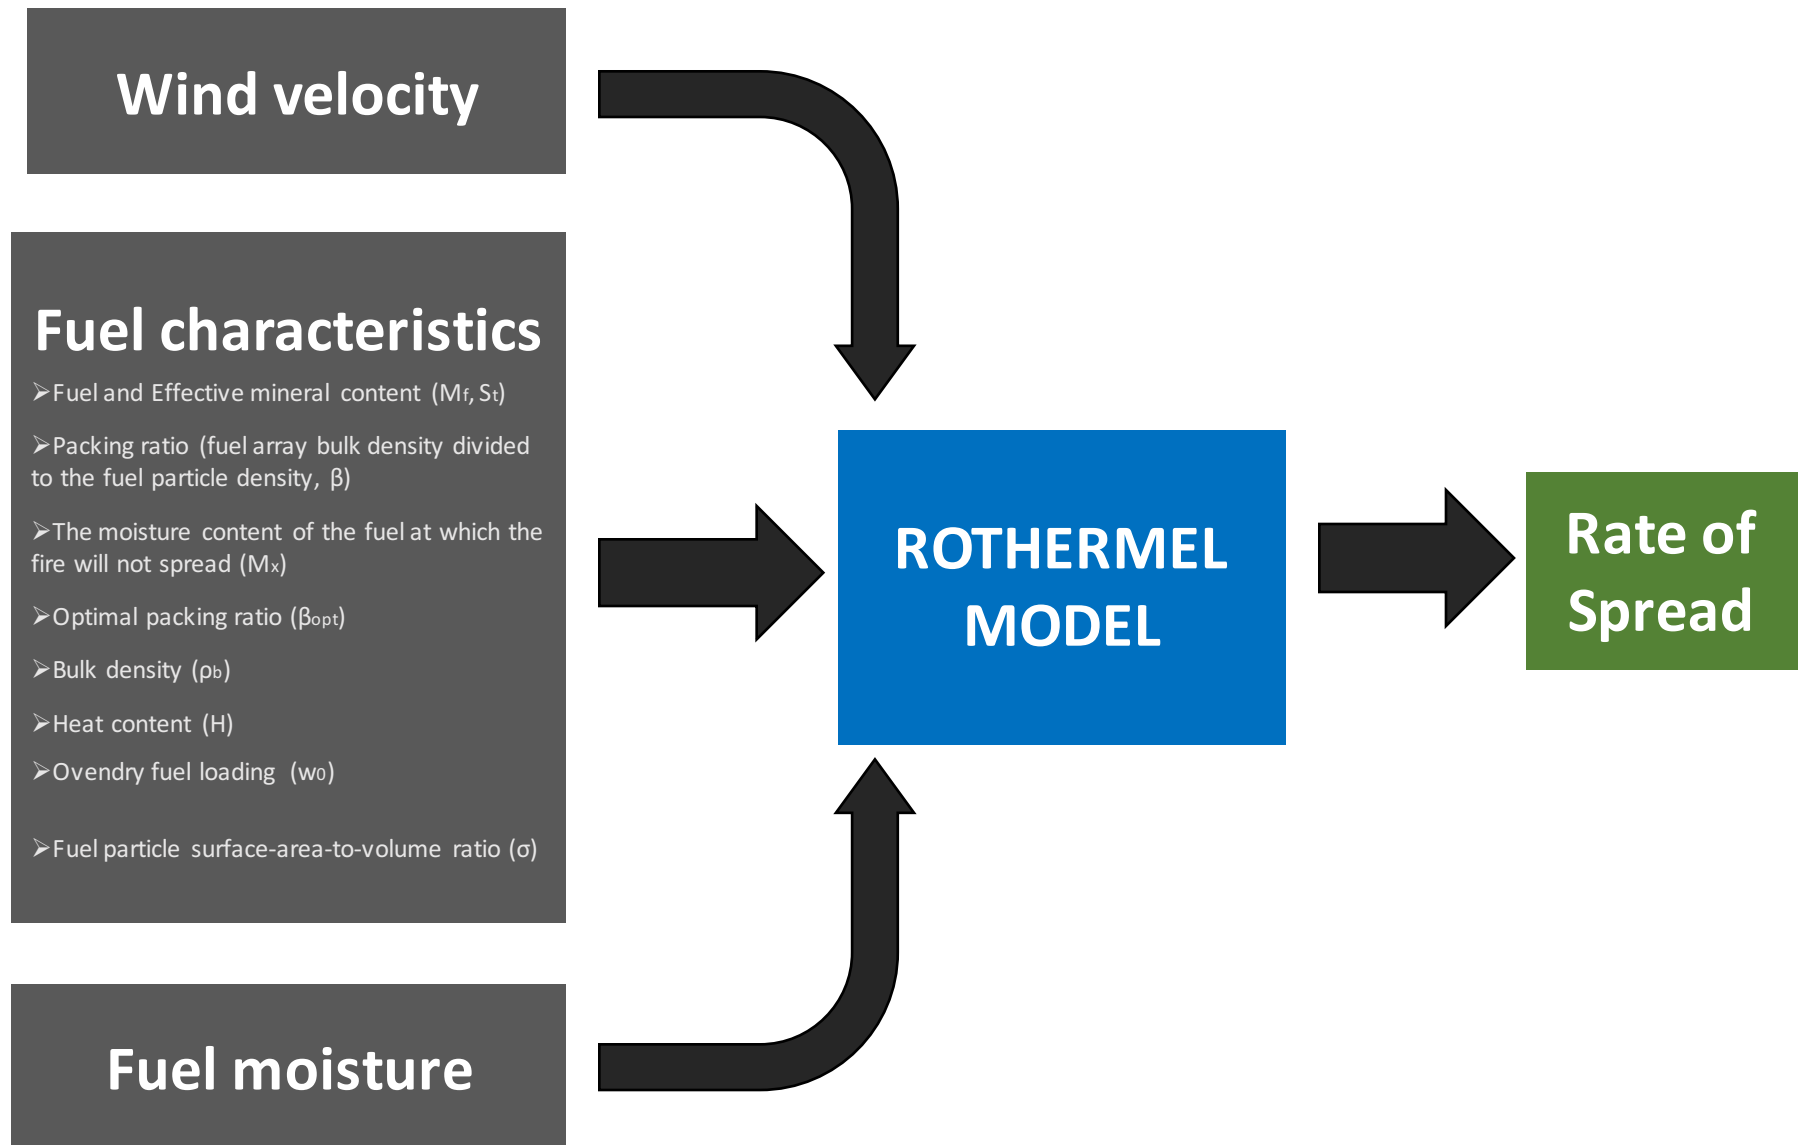 Wind velocity
Fuel characteristics
➢Fuel and Effective mineral content (Mf, St)
➢Packing ratio (fuel array bulk density divided
to the fuel particle density, β)
➢The moisture content of the fuel at which the
fire will not spread (Mx)
➢Optimal packing ratio (βopt)
➢Bulk density (ρb)
➢Heat content (H)
➢Ovendry fuel loading (w0)
➢Fuel particle surface-area-to-volume ratio (σ)
Fuel moisture
ROTHERMEL
MODEL
Rate of
Spread